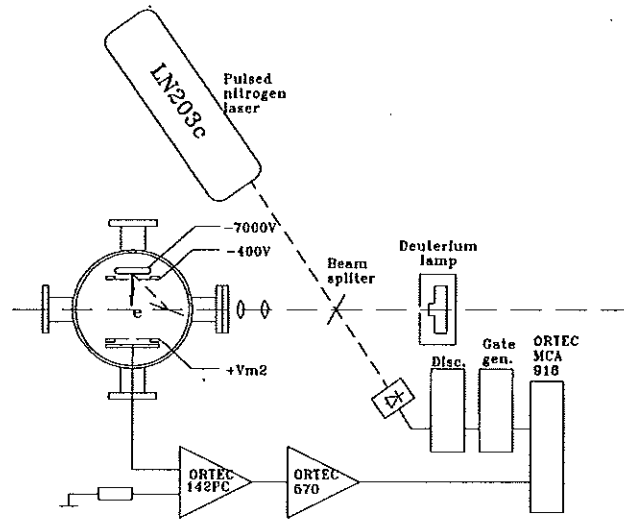 LN203c
Pulsed
nitrogen
laser
-7000V
-400V
Beam
spliter
Deuterium
lamp
e
+Vm2
Disc.
Gate
gen.
ORTEC
MCA
916
ORTEC
142PC
ORTEC
570